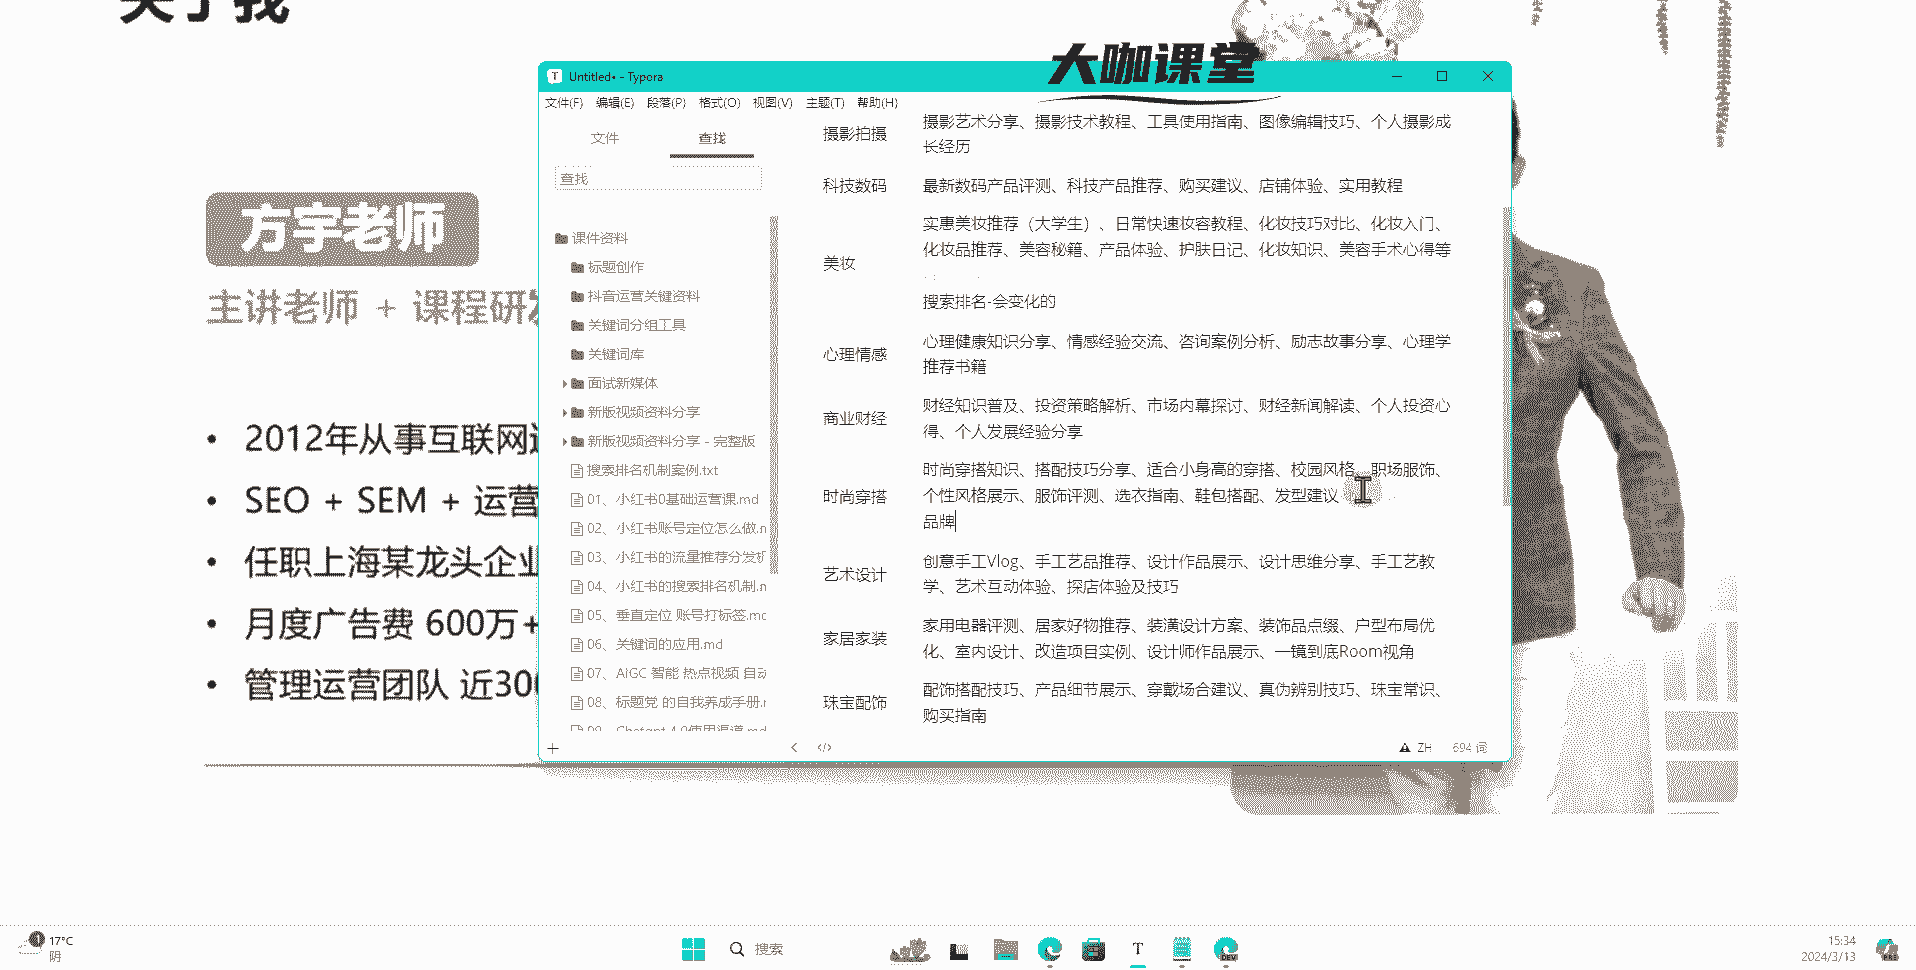 关于我
大咖课堂
Untitled• - Typora
文件(F) 编辑(E) 段落(P) 格式(O) 视图(V) 主题(T) 帮助(H)
文件 查找
查找
课件资料
标题创作
抖音运营关键资料
关键词分组工具
关键词库
面试新媒体
新版视频资料分享
新版视频资料分享 - 完整版
搜索排名机制案例.txt
01、小红书0基础运营课.md
02、小红书账号定位怎么做.
03、小红书的流量推荐分发
04、小红书的搜索排名机制.
05、垂直定位 账号打标签.mc
06、关键词的应用.md
07、AIGC 智能 热点视频 自动
08、标题党 的自我养成手册.
摄影拍摄
摄影艺术分享、摄影技术教程、工具使用指南、图像编辑技巧、个人摄影成
长经历
科技数码
最新数码产品评测、科技产品推荐、购买建议、店铺体验、实用教程
美妆
实惠美妆推荐（大学生）、日常快速妆容教程、化妆技巧对比、化妆入门、
化妆品推荐、美容秘籍、产品体验、护肤日记、化妆知识、美容手术心得等
搜索排名-会变化的
心理情感
心理健康知识分享、情感经验交流、咨询案例分析、励志故事分享、心理学
推荐书籍
商业财经
财经知识普及、投资策略解析、市场内幕探讨、财经新闻解读、个人投资心
得、个人发展经验分享
时尚穿搭
时尚穿搭知识、搭配技巧分享、适合小身高的穿搭、校园风格、职场服饰、
个性风格展示、服饰评测、选衣指南、鞋包搭配、发型建议
品牌
艺术设计
创意手工Vlog、手工艺品推荐、设计作品展示、设计思维分享、手工艺教
学、艺术互动体验、探店体验及技巧
家居家装
家用电器评测、居家好物推荐、装潢设计方案、装饰品点缀、户型布局优
化、室内设计、改造项目实例、设计师作品展示、一镜到底Room视角
珠宝配饰
配饰搭配技巧、产品细节展示、穿戴场合建议、真伪辨别技巧、珠宝常识、
购买指南
ZH 694 词
方宇老师
主讲老师 + 课程研
2012年从事互联网
SEO + SEM + 运营
任职上海某龙头企
月度广告费 600万+
管理运营团队 近30
17°C
阴
搜索
15:34
2024/3/13